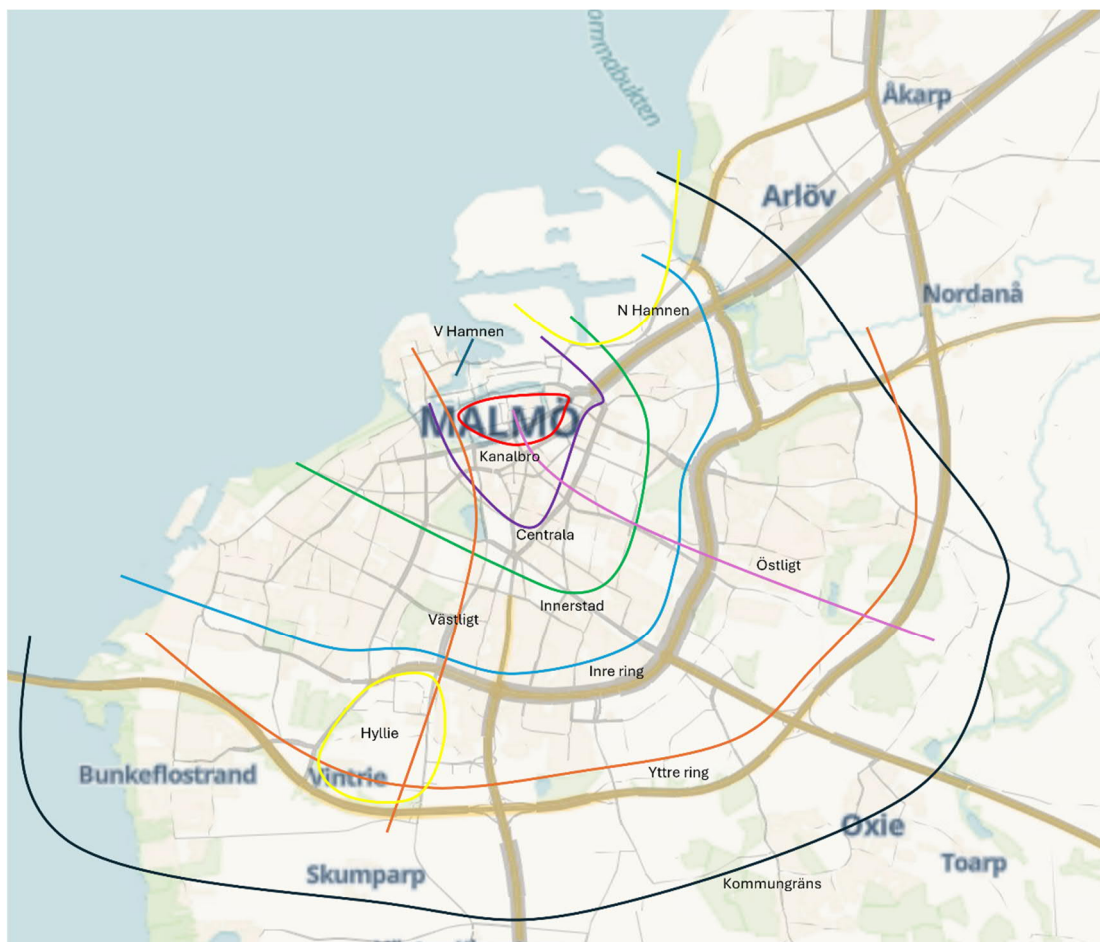 ommabukten
Åkarp
Arlöv
Nordanå
N Hamnen
V Hamnen
MALMÖ
Kanalbro
Centrala
Östligt
Innerstad
Västligt
Inre ring
Hyllie
Yttre ring
Bunkeflostrand
Vintrie
Oxie
Toarp
Skumparp
Kommungräns